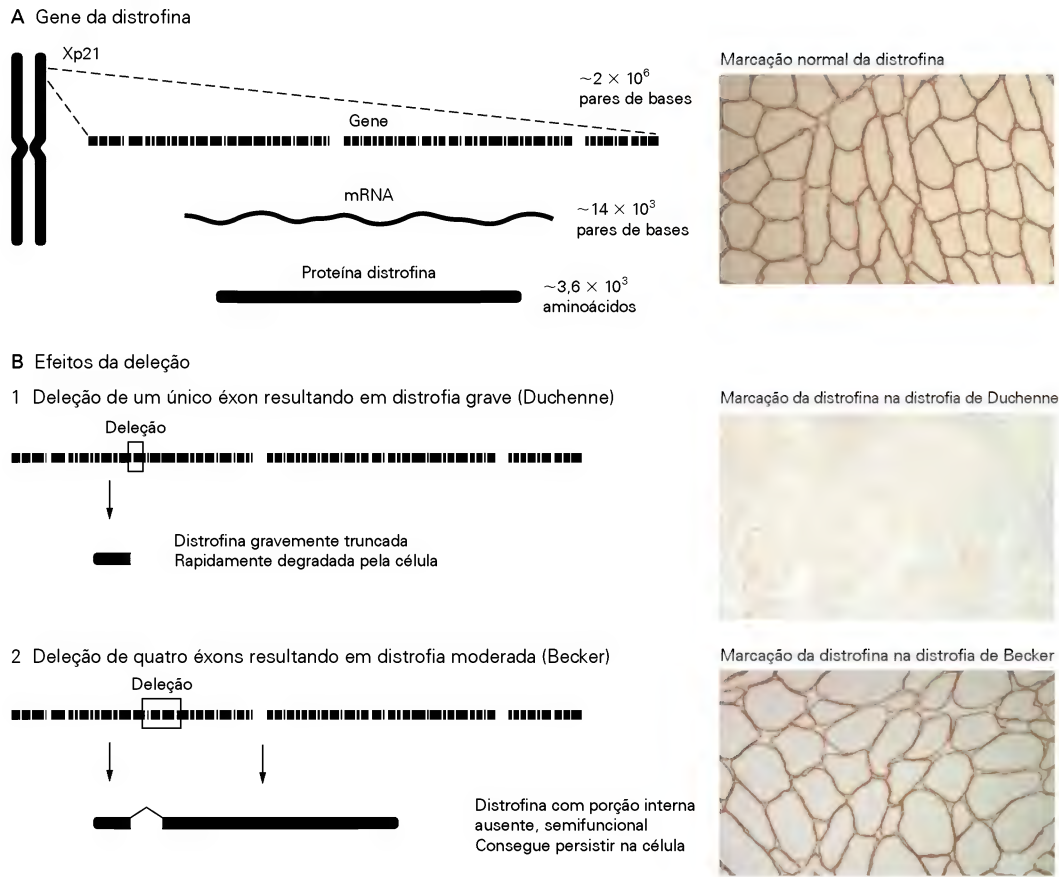 A Gene da distrofina
Xp21
~2 × 10⁶
pares de bases
Gene
mRNA
~14 × 10³
pares de bases
Proteína distrofina
~3,6 × 10³
aminoácidos
Marcação normal da distrofina
B Efeitos da deleção
1 Deleção de um único éxon resultando em distrofia grave (Duchenne)
Deleção
Distrofina gravemente truncada
Rapidamente degradada pela célula
Marcação da distrofina na distrofia de Duchenne
2 Deleção de quatro éxons resultando em distrofia moderada (Becker)
Deleção
Distrofina com porção interna
ausente, semifuncional
Consegue persistir na célula
Marcação da distrofina na distrofia de Becker